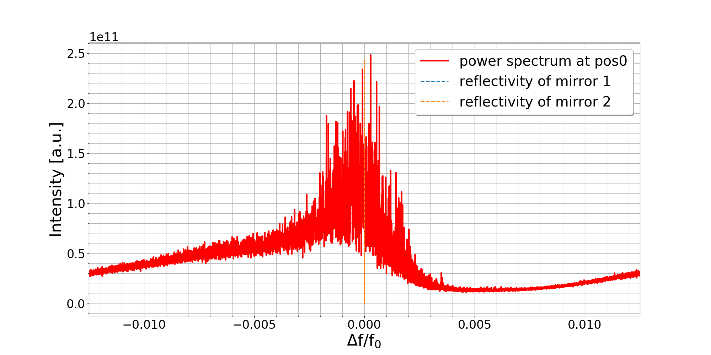 1e11
2.5
2.0
1.5
1.0
0.5
0.0
Intensity [a.u.]
power spectrum at pos0
reflectivity of mirror 1
reflectivity of mirror 2
−0.010 −0.005 0.000 0.005 0.010
Δf/f₀